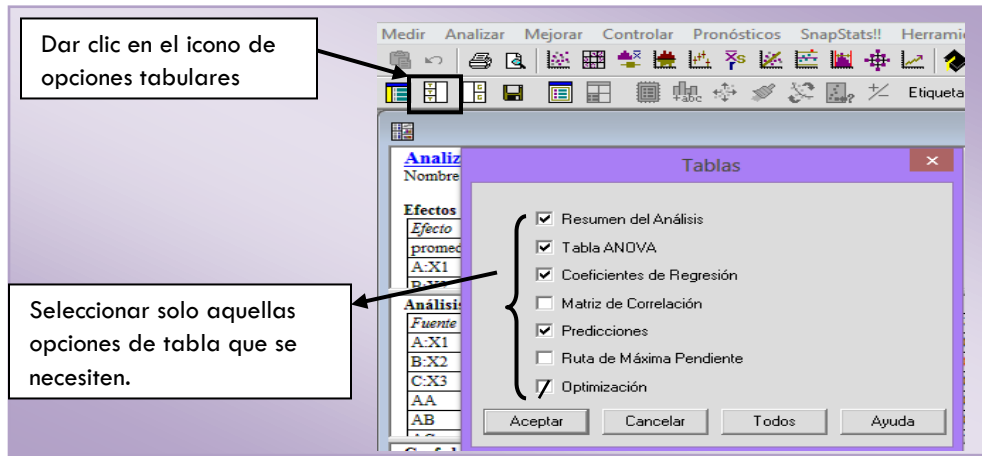 Dar clic en el icono de
opciones tabulares
Medir Analizar Mejorar Controlar Pronósticos SnapStats!!
Etiqueta
Analiz
Nombre
Tablas
Efectos
Efecto
promed
A:X1
Resumen del Análisis
Tabla ANOVA
Coeficientes de Regresión
Matriz de Correlación
Predicciones
Ruta de Máxima Pendiente
Optimización
Seleccionar solo aquellas
opciones de tabla que se
necesiten.
Análisis
Fuente
A:X1
B:X2
C:X3
AA
AB
Aceptar Cancelar Todos Ayuda